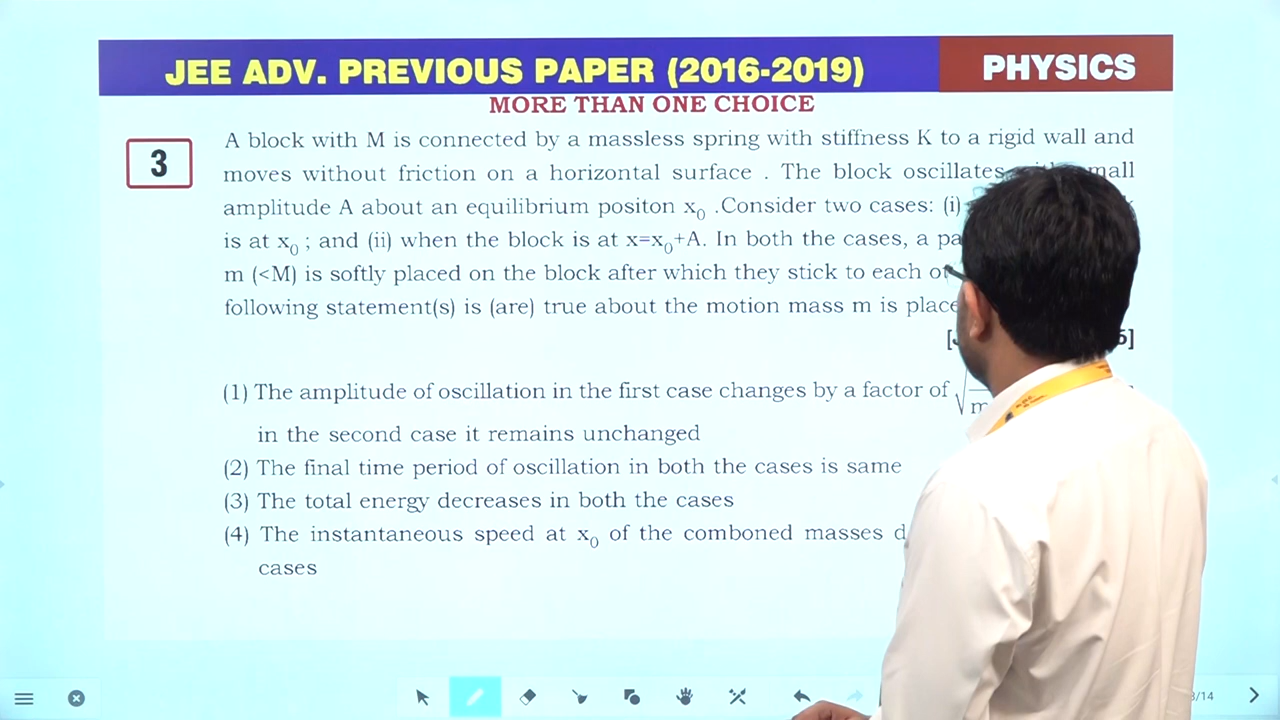 JEE ADV. PREVIOUS PAPER (2016-2019)
PHYSICS
MORE THAN ONE CHOICE
3
A block with M is connected by a massless spring with stiffness K to a rigid wall and
moves without friction on a horizontal surface . The block oscillates
amplitude A about an equilibrium positon x₀ .Consider two cases: (i)
is at x₀ ; and (ii) when the block is at x=x₀+A. In both the cases, a
m (<M) is softly placed on the block after which they stick to each
following statement(s) is (are) true about the motion mass m is
(1) The amplitude of oscillation in the first case changes by a factor of √ m
in the second case it remains unchanged
(2) The final time period of oscillation in both the cases is same
(3) The total energy decreases in both the cases
(4) The instantaneous speed at x₀ of the comboned masses
cases
/14